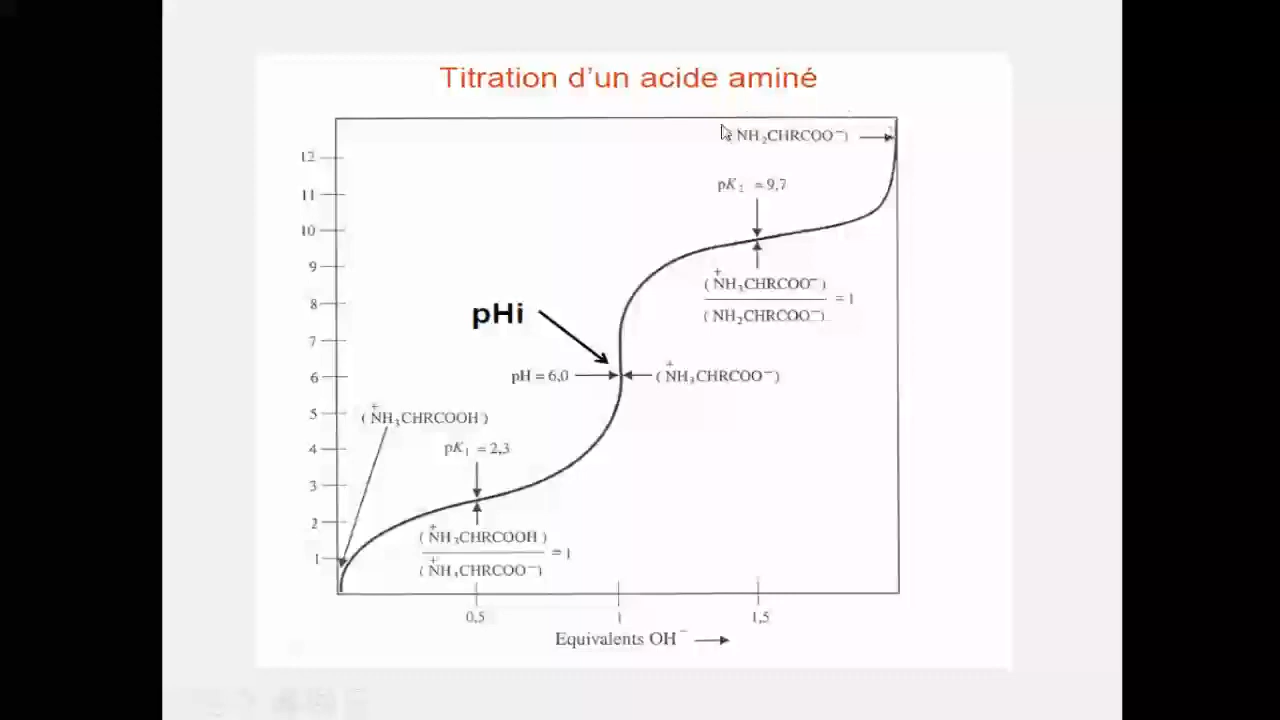 Titration d'un acide aminé
NH₂CHRCOO⁻)
12
pK₂ = 9,7
11
10
9
(⁺NH₃CHRCOO⁻)
= 1
(NH₂CHRCOO⁻)
8
pHi
7
pH = 6,0
(⁺NH₃CHRCOO⁻)
6
5
(⁺NH₃CHRCOOH)
4
pK₁ = 2,3
3
2
(⁺NH₃CHRCOOH)
= 1
(⁺NH₃CHRCOO⁻)
1
0,5
1
1,5
Equivalents OH⁻